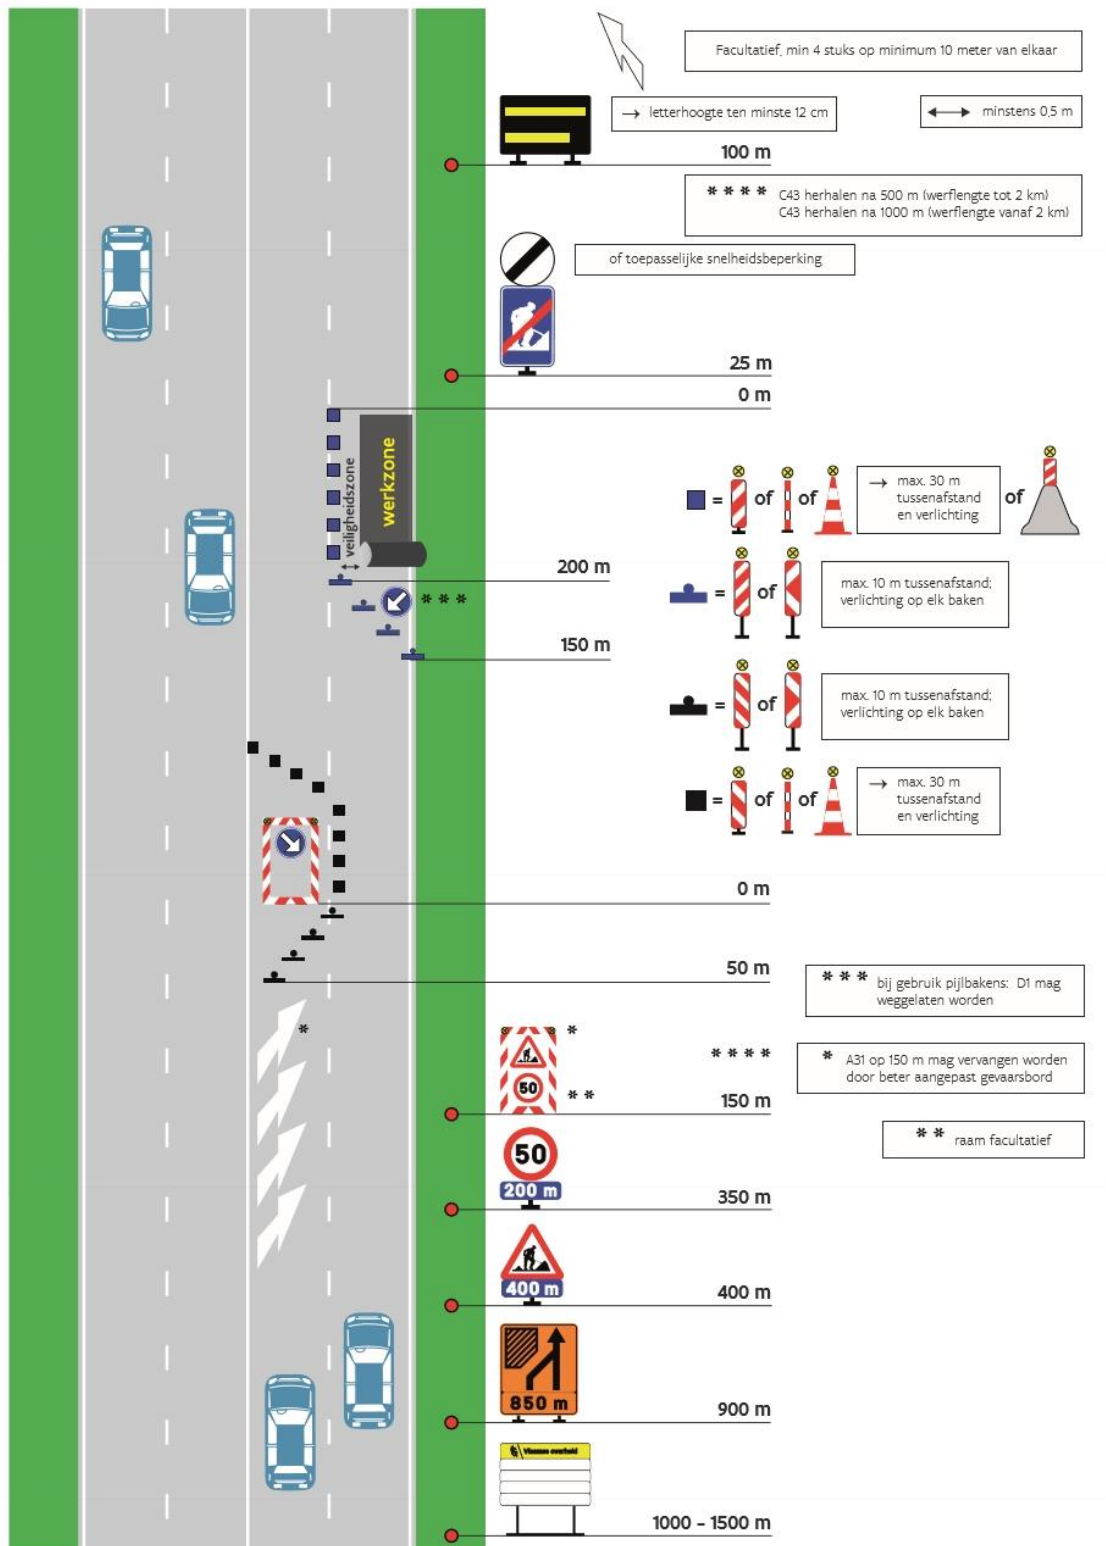 Facultatief, min 4 stuks op minimum 10 meter van elkaar
→ letterhoogte ten minste 12 cm
↔ minstens 0,5 m
100 m
* * * * C43 herhalen na 500 m (werflengte tot 2 km)
C43 herhalen na 1000 m (werflengte vanaf 2 km)
of toepasselijke snelheidsbeperking
25 m
0 m
veiligheidszone
werkzone
= of of → max. 30 m
tussenafstand
en verlichting
of
200 m
* * *
= of max. 10 m tussenafstand;
verlichting op elk baken
150 m
= of max. 10 m tussenafstand;
verlichting op elk baken
= of of → max. 30 m
tussenafstand
en verlichting
0 m
50 m
* * * bij gebruik pijlbakens: D1 mag
weggelaten worden
*
*
* * * *
* A31 op 150 m mag vervangen worden
door beter aangepast gevaarsbord
50
* *
150 m
* * raam facultatief
50
200 m
350 m
400 m
400 m
850 m
900 m
Vlaamse overheid
1000 - 1500 m